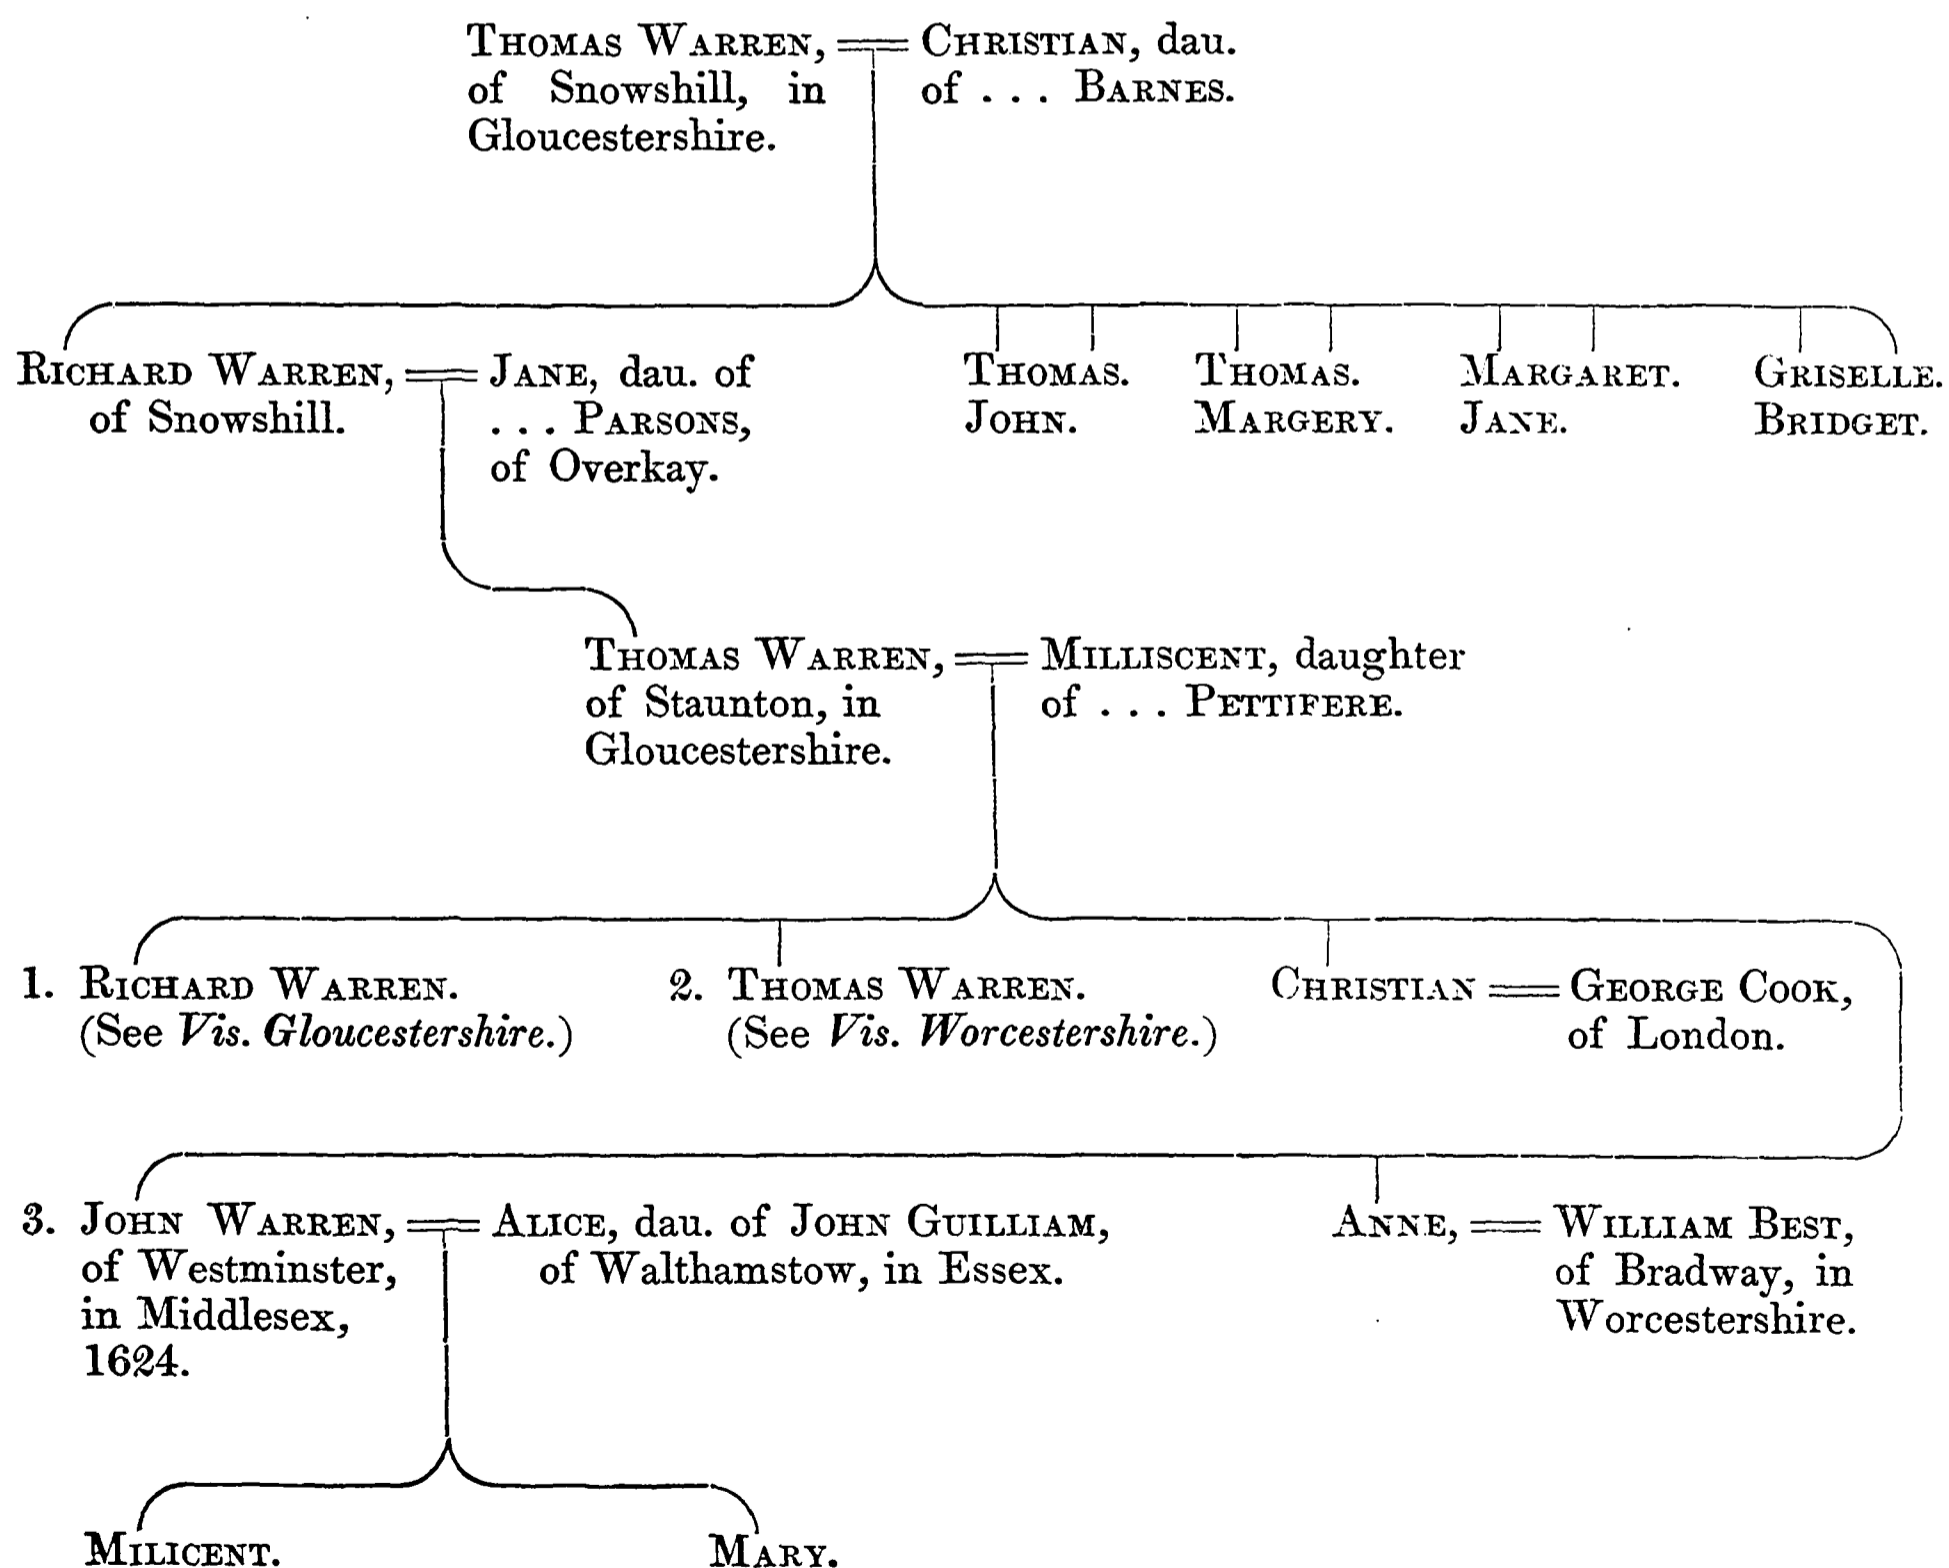 THOMAS WARREN, CHRISTIAN, dau.
of Snowshill, in of . . . BARNES.
Gloucestershire.
RICHARD WARREN, JANE, dau. of THOMAS. THOMAS. MARGARET. GRISELLE.
of Snowshill. . . . PARSONS, JOHN. MARGERY. JANE. BRIDGET.
of Overkay.
THOMAS WARREN, MILLISCENT, daughter
of Staunton, in of . . . PETTIFERE.
Gloucestershire.
1. RICHARD WARREN. 2. THOMAS WARREN. CHRISTIAN GEORGE COOK,
(See Vis. Gloucestershire.) (See Vis. Worcestershire.) of London.
3. JOHN WARREN, ALICE, dau. of JOHN GUILLIAM, ANNE, WILLIAM BEST,
of Westminster, of Walthamstow, in Essex. of Bradway, in
in Middlesex, Worcestershire.
1624.
MILICENT. MARY.